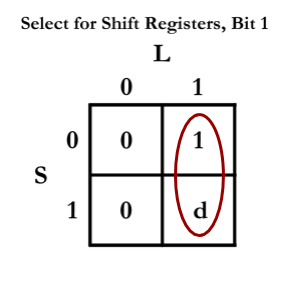 Select for Shift Registers, Bit 1
L
0 1
0 0 1
S
1 0 d